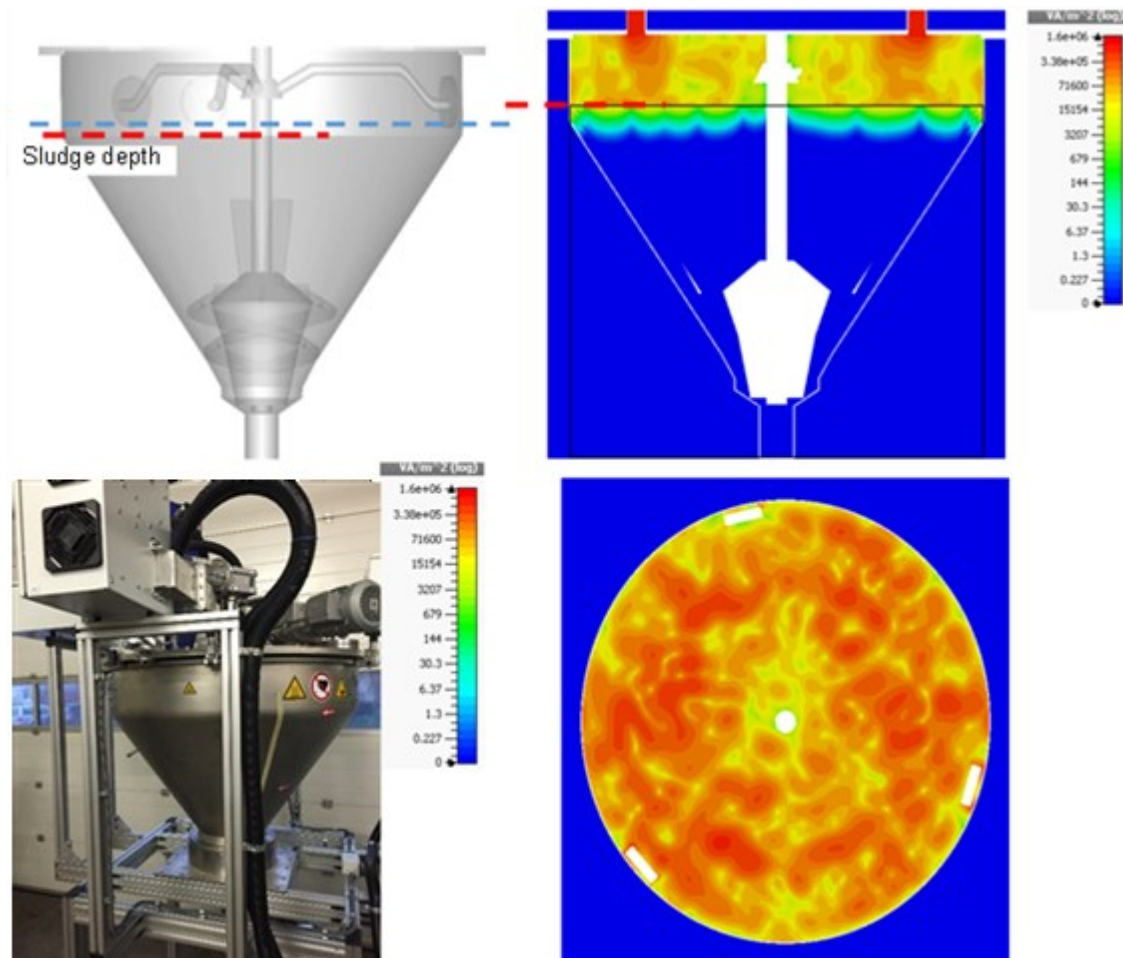 Sludge depth
VA/m^2 (log)
1.6e+06
3.38e+05
71600
15154
3207
679
144
30.3
6.37
1.3
0.227
0
VA/m^2 (log)
1.6e+06
3.38e+05
71600
15154
3207
679
144
30.3
6.37
1.3
0.227
0